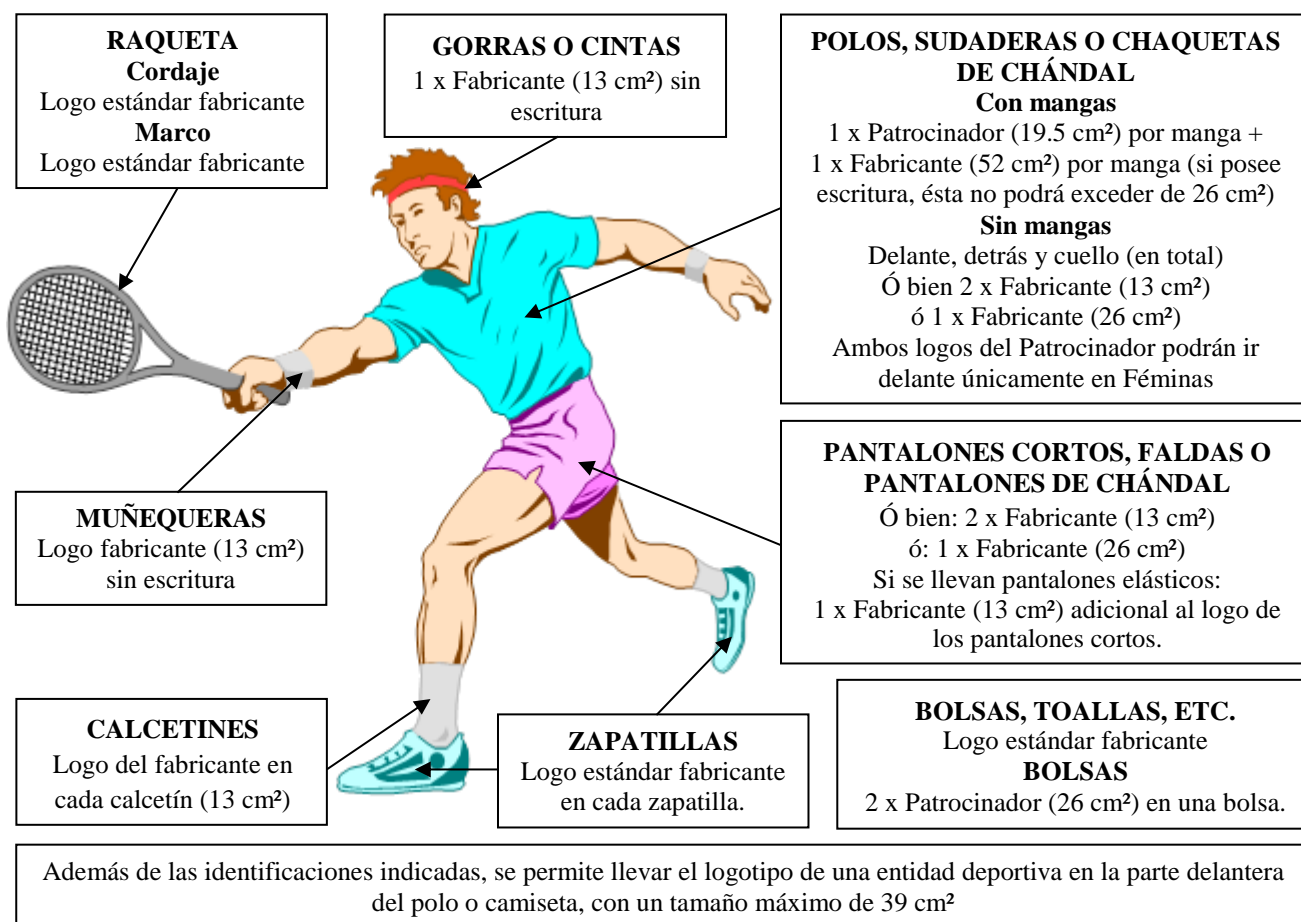 RAQUETA
Cordaje
Logo estándar fabricante
Marco
Logo estándar fabricante
GORRAS O CINTAS
1 x Fabricante (13 cm²) sin
escritura
POLOS, SUDADERAS O CHAQUETAS
DE CHÁNDAL
Con mangas
1 x Patrocinador (19.5 cm²) por manga +
1 x Fabricante (52 cm²) por manga (si posee
escritura, ésta no podrá exceder de 26 cm²)
Sin mangas
Delante, detrás y cuello (en total)
Ó bien 2 x Fabricante (13 cm²)
ó 1 x Fabricante (26 cm²)
Ambos logos del Patrocinador podrán ir
delante únicamente en Féminas
MUÑEQUERAS
Logo fabricante (13 cm²)
sin escritura
PANTALONES CORTOS, FALDAS O
PANTALONES DE CHÁNDAL
Ó bien: 2 x Fabricante (13 cm²)
ó: 1 x Fabricante (26 cm²)
Si se llevan pantalones elásticos:
1 x Fabricante (13 cm²) adicional al logo de
los pantalones cortos.
CALCETINES
Logo del fabricante en
cada calcetín (13 cm²)
ZAPATILLAS
Logo estándar fabricante
en cada zapatilla.
BOLSAS, TOALLAS, ETC.
Logo estándar fabricante
BOLSAS
2 x Patrocinador (26 cm²) en una bolsa.
Además de las identificaciones indicadas, se permite llevar el logotipo de una entidad deportiva en la parte delantera
del polo o camiseta, con un tamaño máximo de 39 cm²